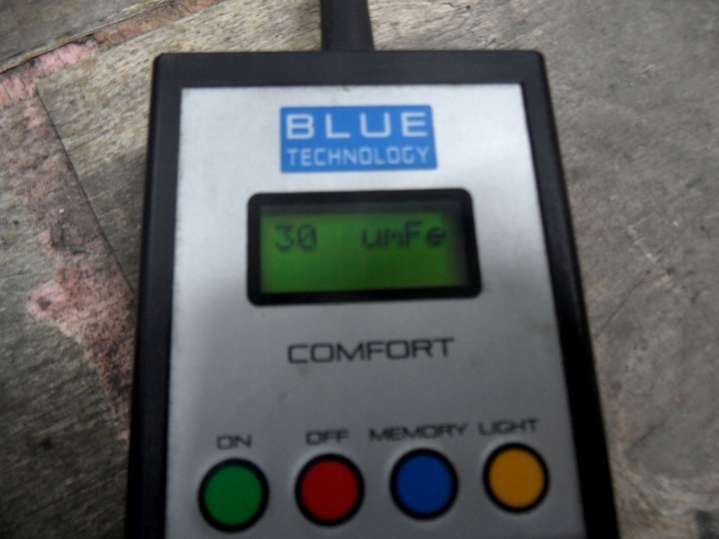 BLUE
TECHNOLOGY
30 umFe
COMFORT
ON OFF MEMORY LIGHT